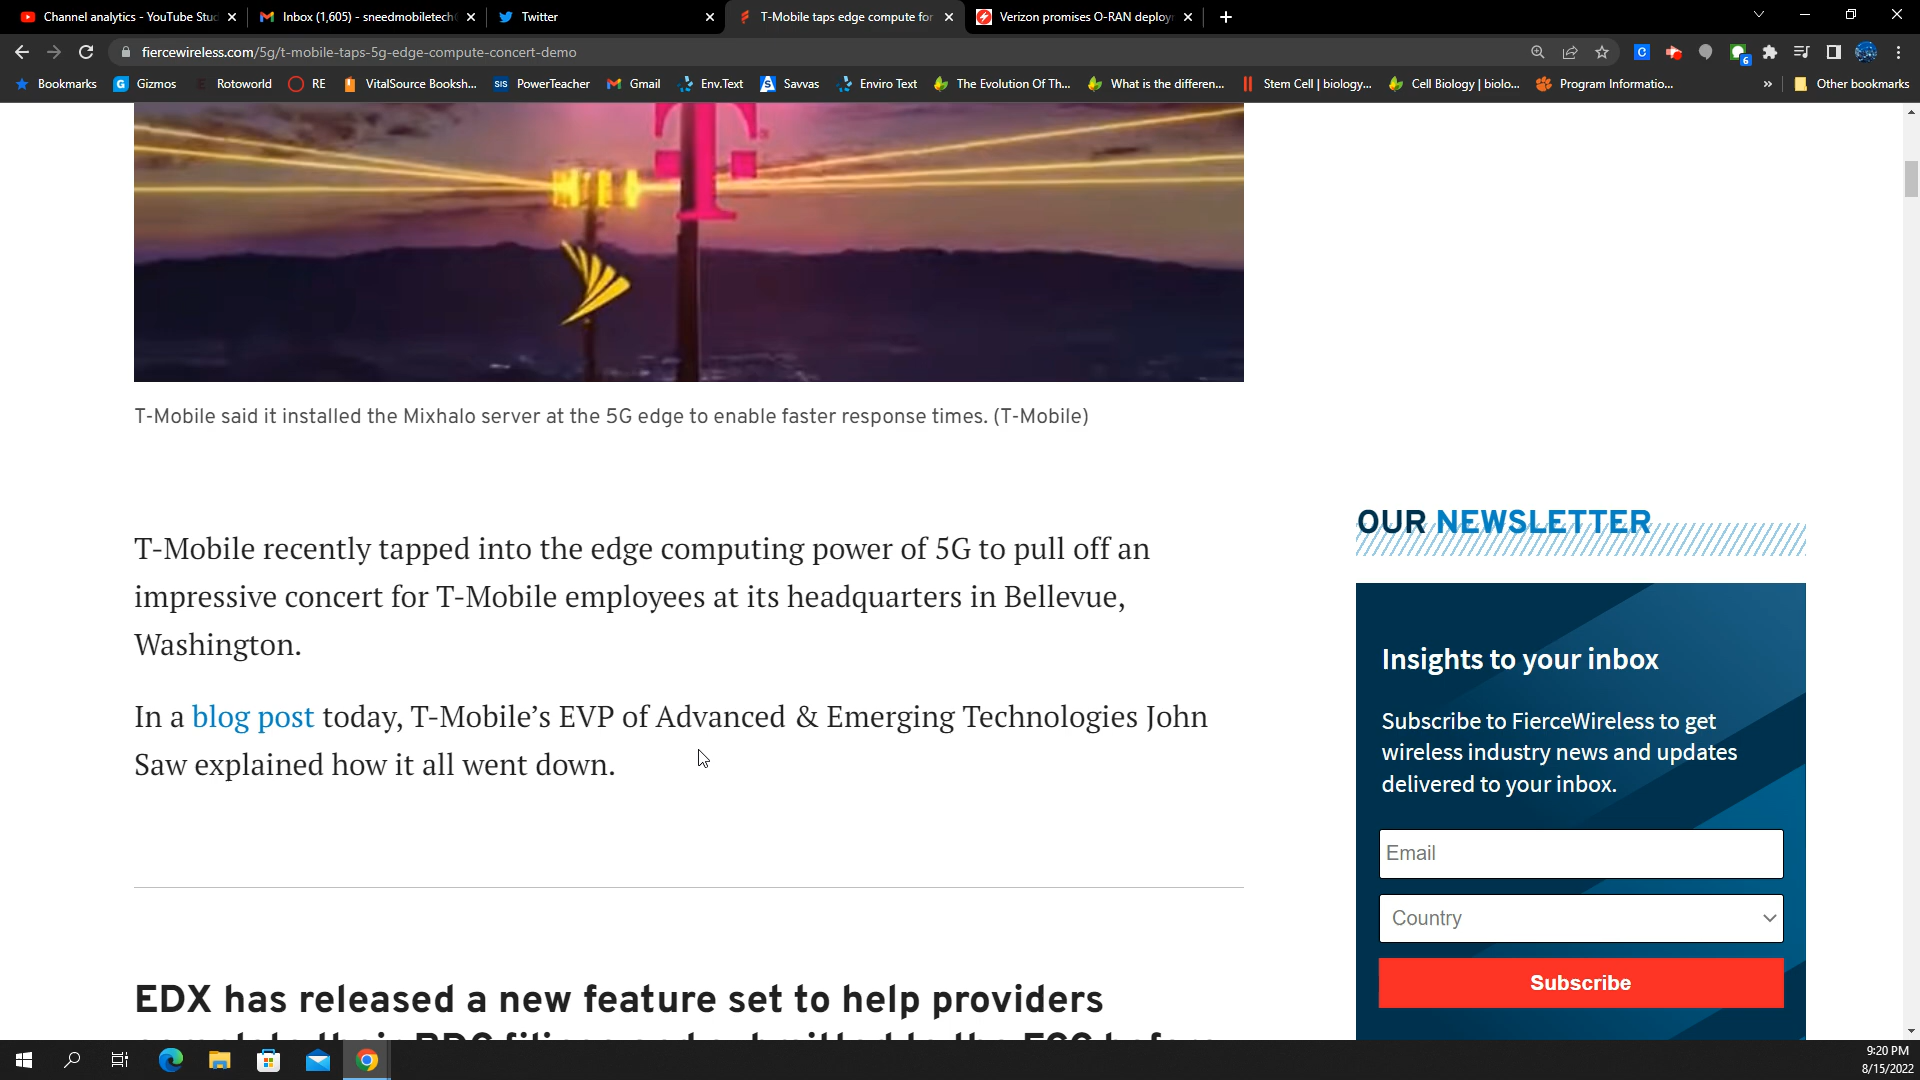 Channel analytics - YouTube Stu
Inbox (1,605) - sneedmobiletech
Twitter
T-Mobile taps edge compute for
Verizon promises O-RAN deploy
fiercewireless.com/5g/t-mobile-taps-5g-edge-compute-concert-demo
Bookmarks
Gizmos
Rotoworld
RE
VitalSource Booksh...
SIS PowerTeacher
Gmail
Env.Text
Savvas
Enviro Text
The Evolution Of Th...
What is the differen...
Stem Cell | biology...
Cell Biology | biolo...
Program Informatio...
» Other bookmarks
T
T-Mobile said it installed the Mixhalo server at the 5G edge to enable faster response times. (T-Mobile)
T-Mobile recently tapped into the edge computing power of 5G to pull off an
impressive concert for T-Mobile employees at its headquarters in Bellevue,
Washington.
In a blog post today, T-Mobile’s EVP of Advanced & Emerging Technologies John
Saw explained how it all went down.
EDX has released a new feature set to help providers
OUR NEWSLETTER
Insights to your inbox
Subscribe to FierceWireless to get
wireless industry news and updates
delivered to your inbox.
Email
Country
Subscribe
9:20 PM
8/15/2022